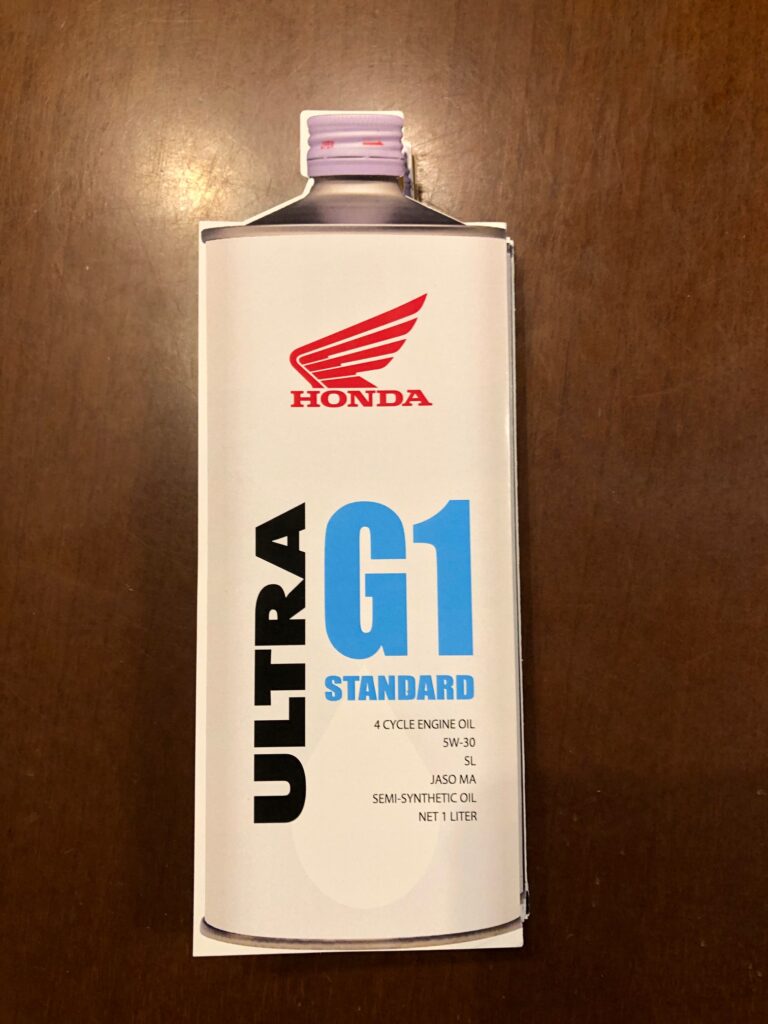 HONDA
ULTRA
G1
STANDARD
4 CYCLE ENGINE OIL
5W-30
SL
JASO MA
SEMI-SYNTHETIC OIL
NET 1 LITER